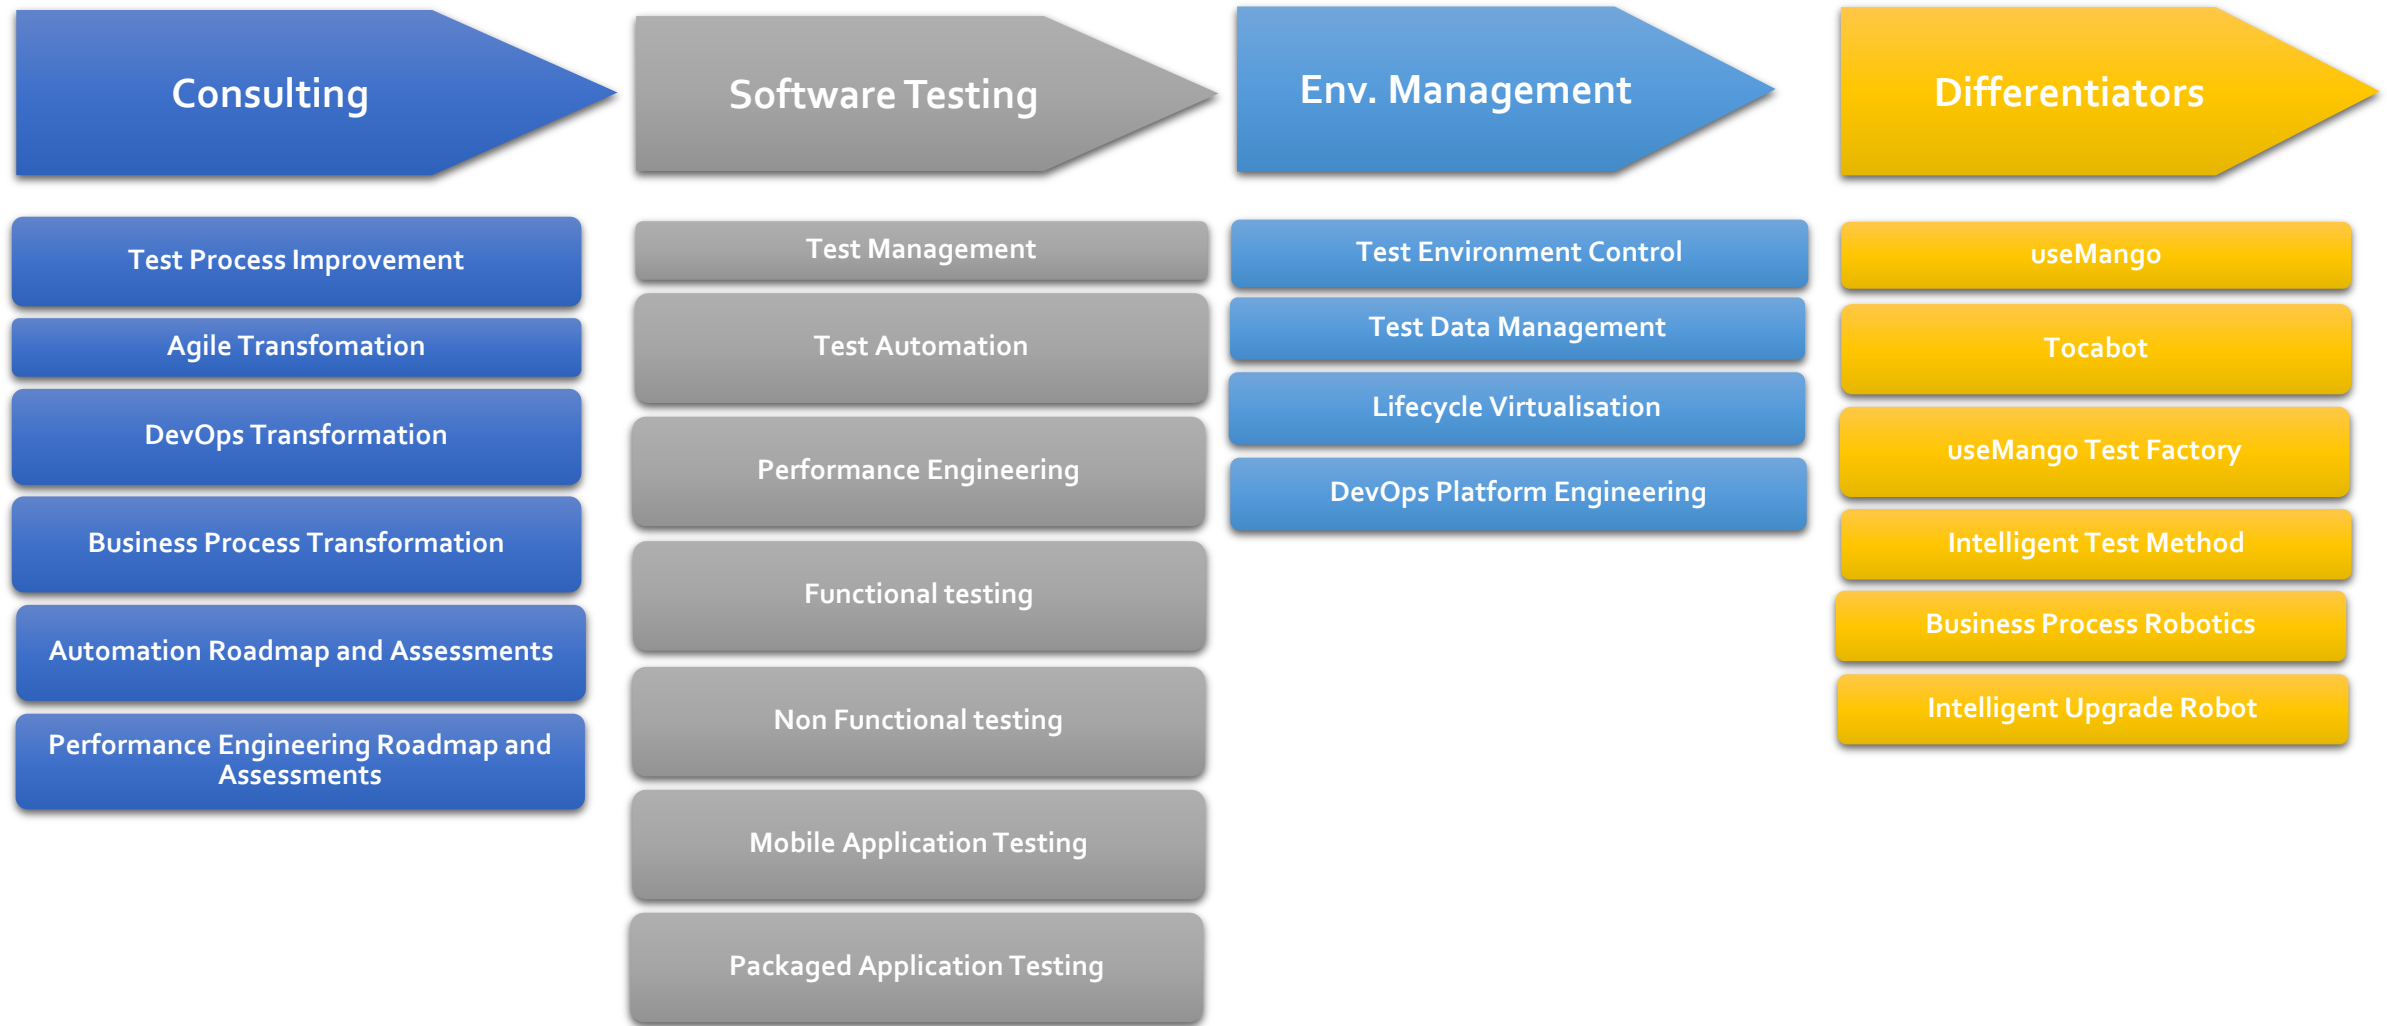 Consulting
Test Process Improvement
Agile Transfomation
DevOps Transformation
Business Process Transformation
Automation Roadmap and Assessments
Performance Engineering Roadmap and
Assessments
Software Testing
Test Management
Test Automation
Performance Engineering
Functional testing
Non Functional testing
Mobile Application Testing
Packaged Application Testing
Env. Management
Test Environment Control
Test Data Management
Lifecycle Virtualisation
DevOps Platform Engineering
Differentiators
useMango
Tocabot
useMango Test Factory
Intelligent Test Method
Business Process Robotics
Intelligent Upgrade Robot